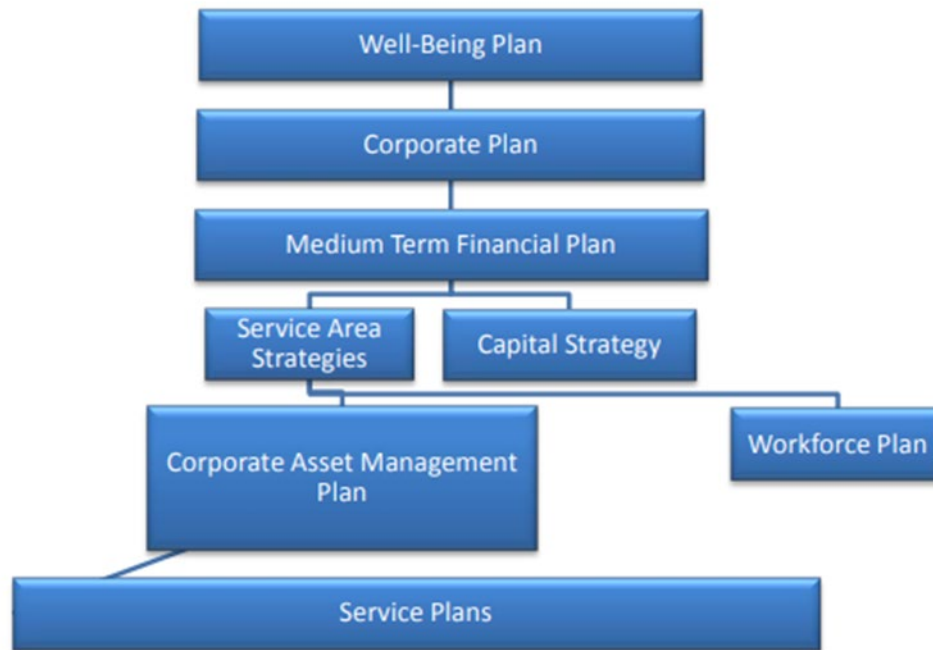 Well-Being Plan
Corporate Plan
Medium Term Financial Plan
Service Area
Strategies
Capital Strategy
Corporate Asset Management
Plan
Workforce Plan
Service Plans